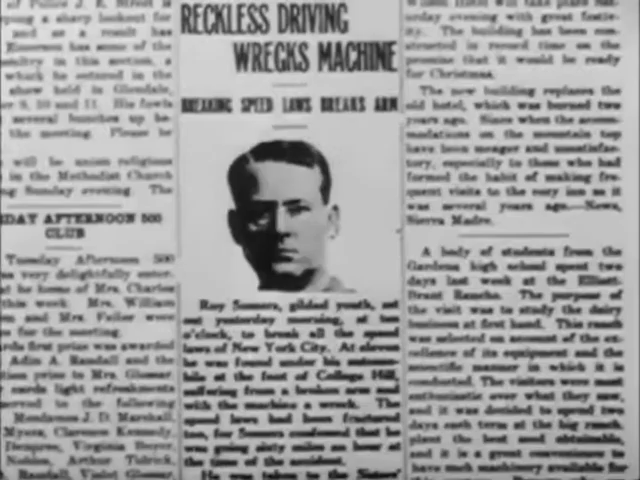 of Police J. E. Street is
a sharp lookout for
and as a result has
some of the
in this section, a
which he entered in the
show held in Glendale,
9, 10 and 11. His fowls
several
the meeting. Please be
will be union religious
in the Methodist Church
Sunday evening. The
DAY AFTERNOON 500
CLUB
Tuesday Afternoon 500
was very delightfully enter-
at he home of Mrs. Charles
this week. Mrs. William
and Mrs. Failer were
for the meeting.
first prize was awarded
Adin A. Randall and the
prize to Mrs.
cards light refreshments
served to the following
Mesdames J. D. Marshall,
Myers, Clarence Kennedy,
Virginia
Arthur
Randall, Violet
RECKLESS DRIVING
WREGKS MACHINE
BREAKING SPEED LAWS BREAKS ARM
Roy Somers, gilded youth, set
out yesterday morning, at ten
o'clock, to break all the speed
laws of New York City. At eleven
he was found under his automo-
bile at the foot of College Hill,
suffering from a broken arm and
with the machine a wreck. The
speed laws had been fractured
too, for Somers confessed that he
was going sixty miles an hour at
the time of the accident.
He was taken to the Sisters'
Hotel will take place
urday evening with great festiv-
ity. The building has been con-
structed in record time on the
promise that it would be ready
for Christmas.
The new building replaces the
old hotel, which was burned two
years ago. Since when the accom-
modations on the mountain top
have been meager and unsatisfac-
tory, especially to those who had
formed the habit of making fre-
quent visits to the cozy inn as it
was several years ago.—News,
Sierra Madre.
A body of students from the
Gardena high school spent two
days last week at the Elliott-
Brant Rancho. The purpose of
the visit was to study the dairy
business at first hand. This ranch
was selected on account of the ex-
cellence of its equipment and the
scientific manner in which it is
conducted. The visitors were most
enthusiastic over what they saw,
and it was decided to spend two
days each term at the big ranch,
plant the best seed obtainable,
and it is a great convenience to
have such machinery available for